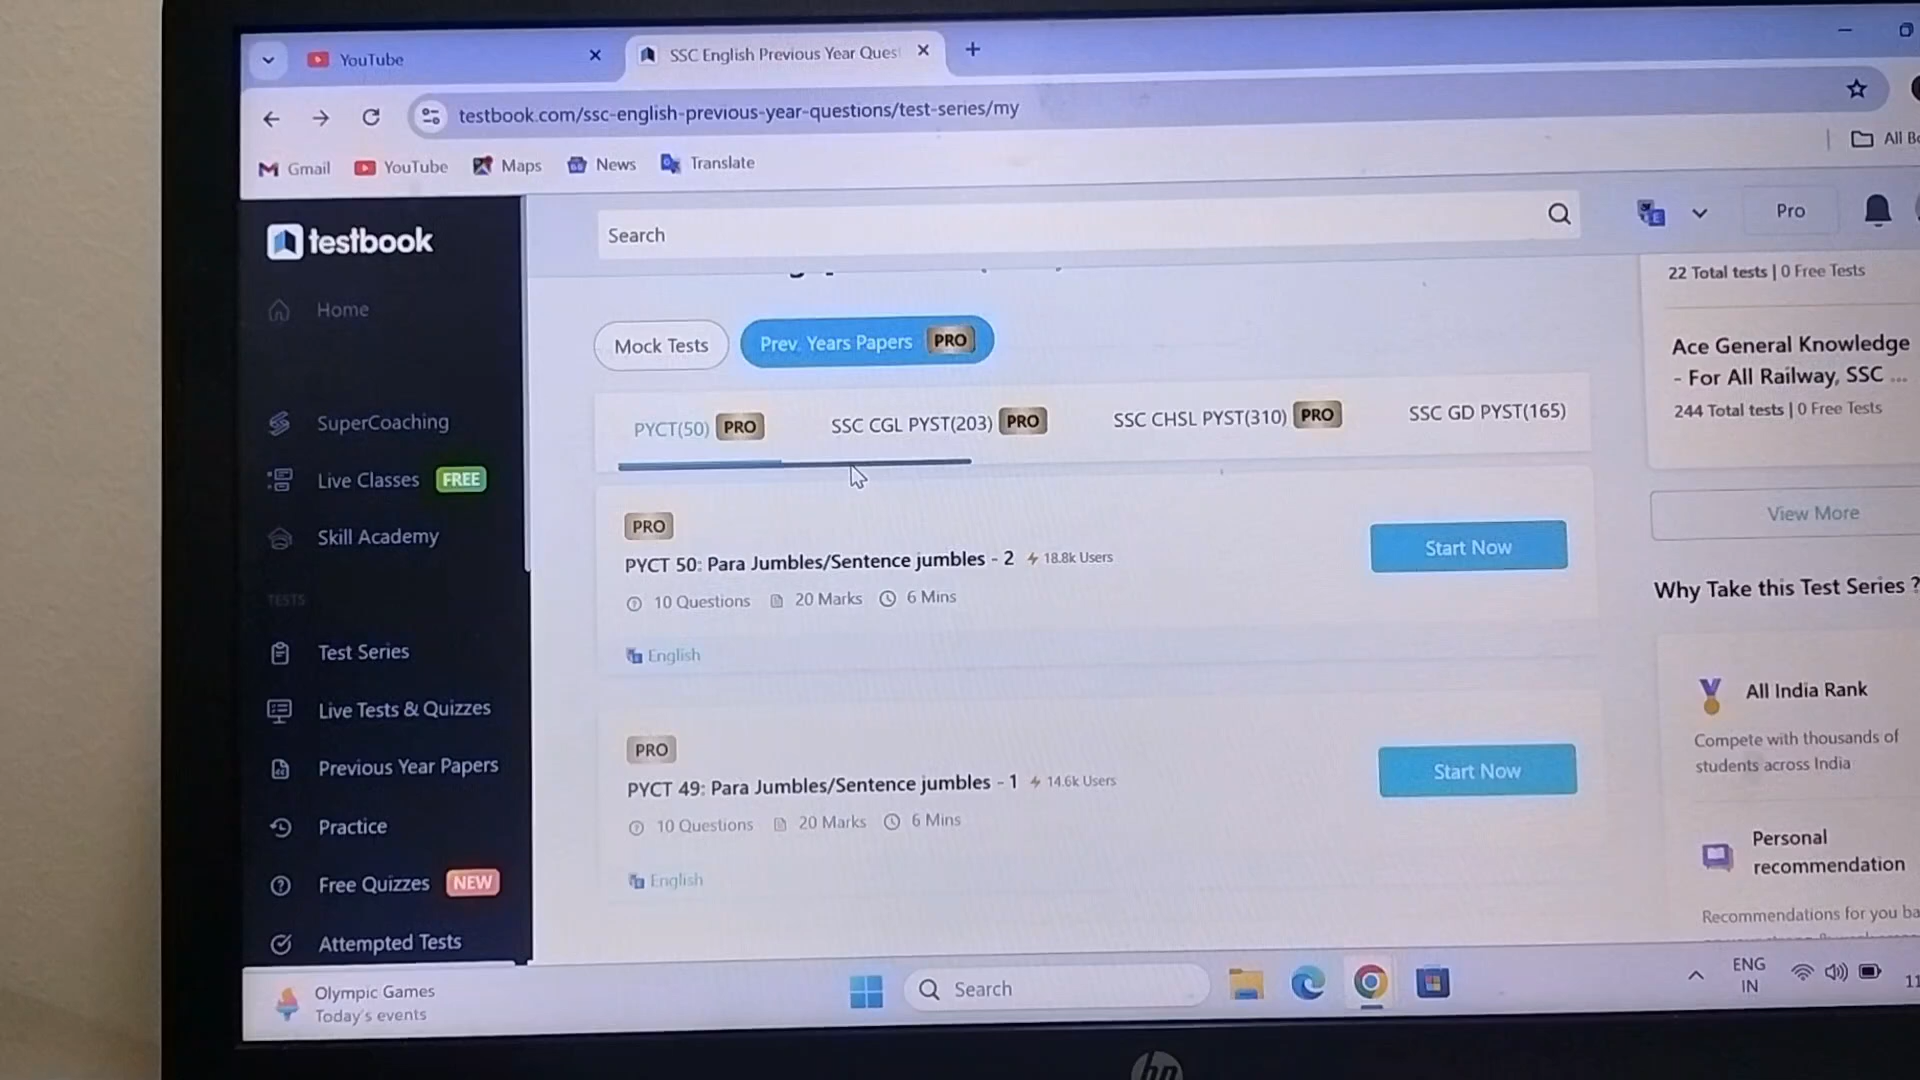 YouTube
SSC English Previous Year Ques
testbook.com/ssc-english-previous-year-questions/test-series/my
Gmail
YouTube
Maps
News
Translate
All Bo
testbook
Search
Pro
Home
SuperCoaching
Live Classes FREE
Skill Academy
TESTS
Test Series
Live Tests & Quizzes
Previous Year Papers
Practice
Free Quizzes NEW
Attempted Tests
Mock Tests
Prev. Years Papers PRO
PYCT(50) PRO
SSC CGL PYST(203) PRO
SSC CHSL PYST(310) PRO
SSC GD PYST(165)
PRO
PYCT 50: Para Jumbles/Sentence jumbles - 2 18.8k Users
10 Questions 20 Marks 6 Mins
English
Start Now
PRO
PYCT 49: Para Jumbles/Sentence jumbles - 1 14.6k Users
10 Questions 20 Marks 6 Mins
English
Start Now
22 Total tests | 0 Free Tests
Ace General Knowledge
- For All Railway, SSC ...
244 Total tests | 0 Free Tests
View More
Why Take this Test Series ?
All India Rank
Compete with thousands of
students across India
Personal
recommendation
Recommendations for you ba
Olympic Games
Today's events
Search
ENG
IN
11
hp